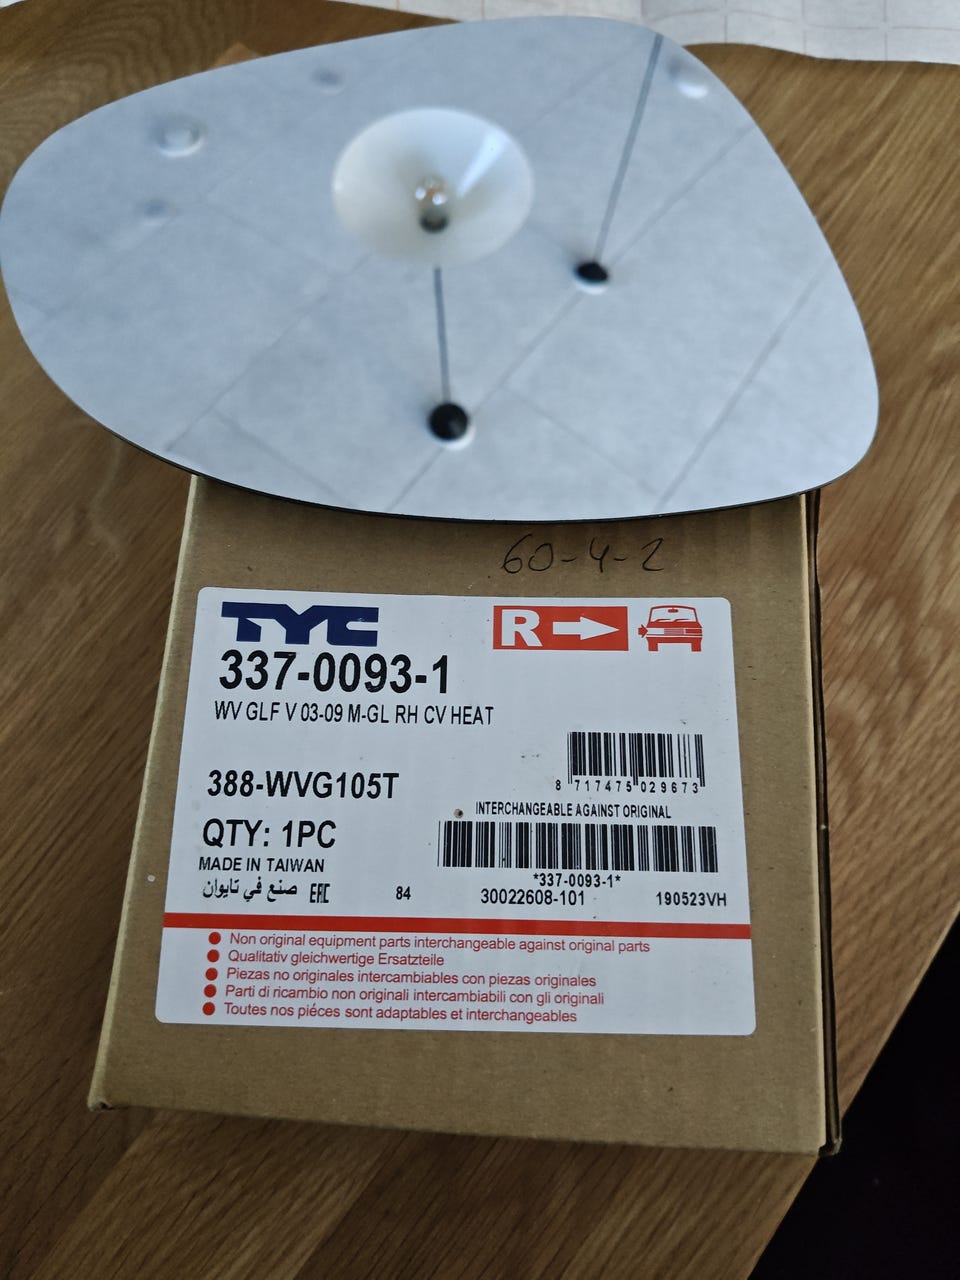 60-4-2
TYC
R
337-0093-1
WV GLF V 03-09 M-GL RH CV HEAT
8 717475 029673
388-WVG105T
INTERCHANGEABLE AGAINST ORIGINAL
QTY: 1PC
MADE IN TAIWAN
*337-0093-1*
صنع في تايوان EAC 84 30022608-101 190523VH
Non original equipment parts interchangeable against original parts
Qualitativ gleichwertige Ersatzteile
Piezas no originales intercambiables con piezas originales
Parti di ricambio non originali intercambiabili con gli originali
Toutes nos piéces sont adaptables et interchangeables